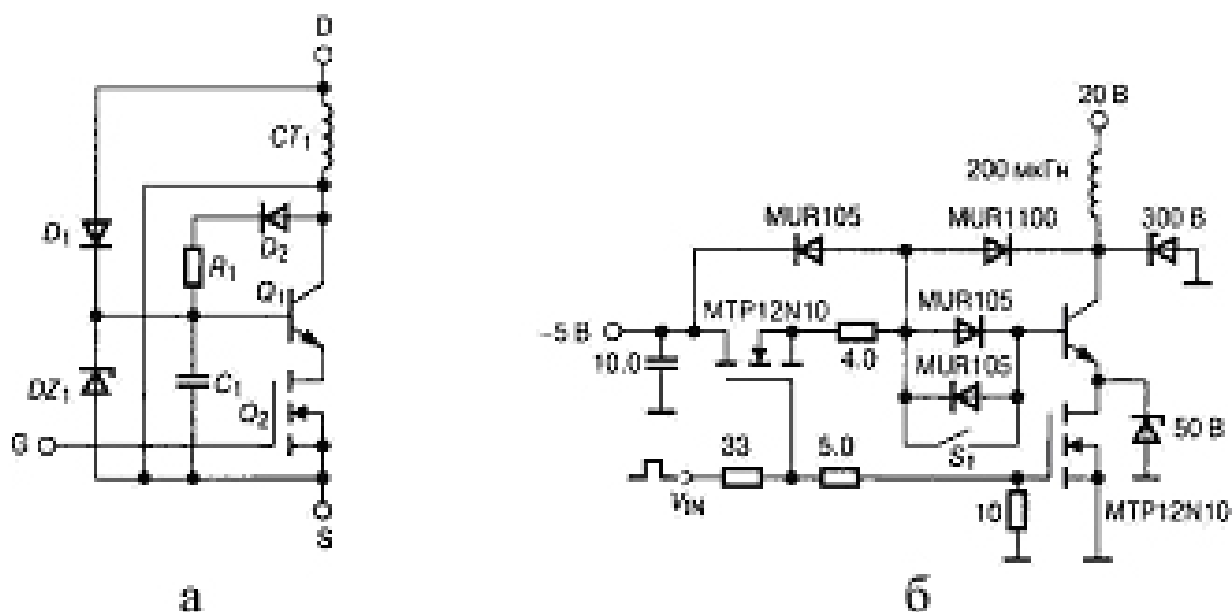 D
CT₁
D₁
D₂
R₁
Q₁
DZ₁
C₁
Q₂
G
S
а
20 В
200 мкГн
MUR105
MUR1100
300 В
MTP12N10
MUR105
–5 В
10.0
4.0
MUR105
S₁
50 В
33
5.0
V_IN
10
MTP12N10
б